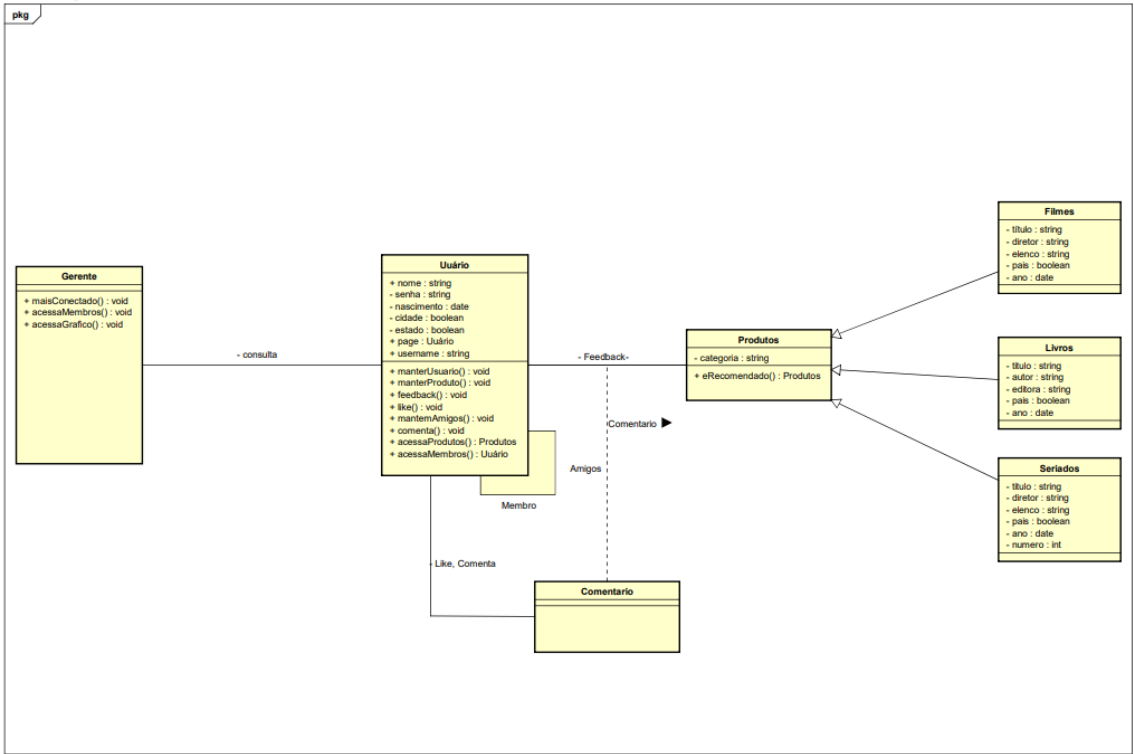 pkg
Gerente
+ maisConectado() : void
+ acessaMembros() : void
+ acessaGrafico() : void
- consulta
Uuário
+ nome : string
- senha : string
- nascimento : date
- cidade : boolean
- estado : boolean
+ page : Uuário
+ username : string
+ manterUsuario() : void
+ manterProduto() : void
+ feedback() : void
+ like() : void
+ mantemAmigos() : void
+ comenta() : void
+ acessaProdutos() : Produtos
+ acessaMembros() : Uuário
Membro
Amigos
- Like, Comenta
- Feedback-
Comentario
Comentario
Produtos
- categoria : string
+ eRecomendado() : Produtos
Filmes
- título : string
- diretor : string
- elenco : string
- pais : boolean
- ano : date
Livros
- titulo : string
- autor : string
- editora : string
- pais : boolean
- ano : date
Seriados
- titulo : string
- diretor : string
- elenco : string
- pais : boolean
- ano : date
- numero : int